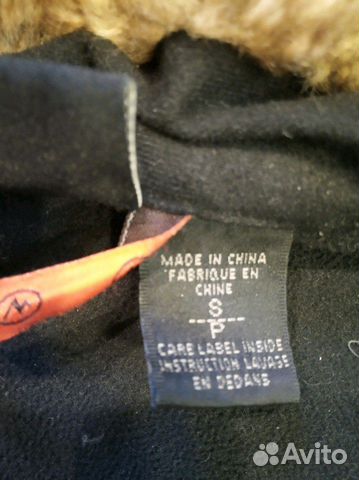 MADE IN CHINA
FABRIQUE EN
CHINE
S
P
CARE LABEL INSIDE
INSTRUCTION LAVAGE
EN DEDANS
Avito